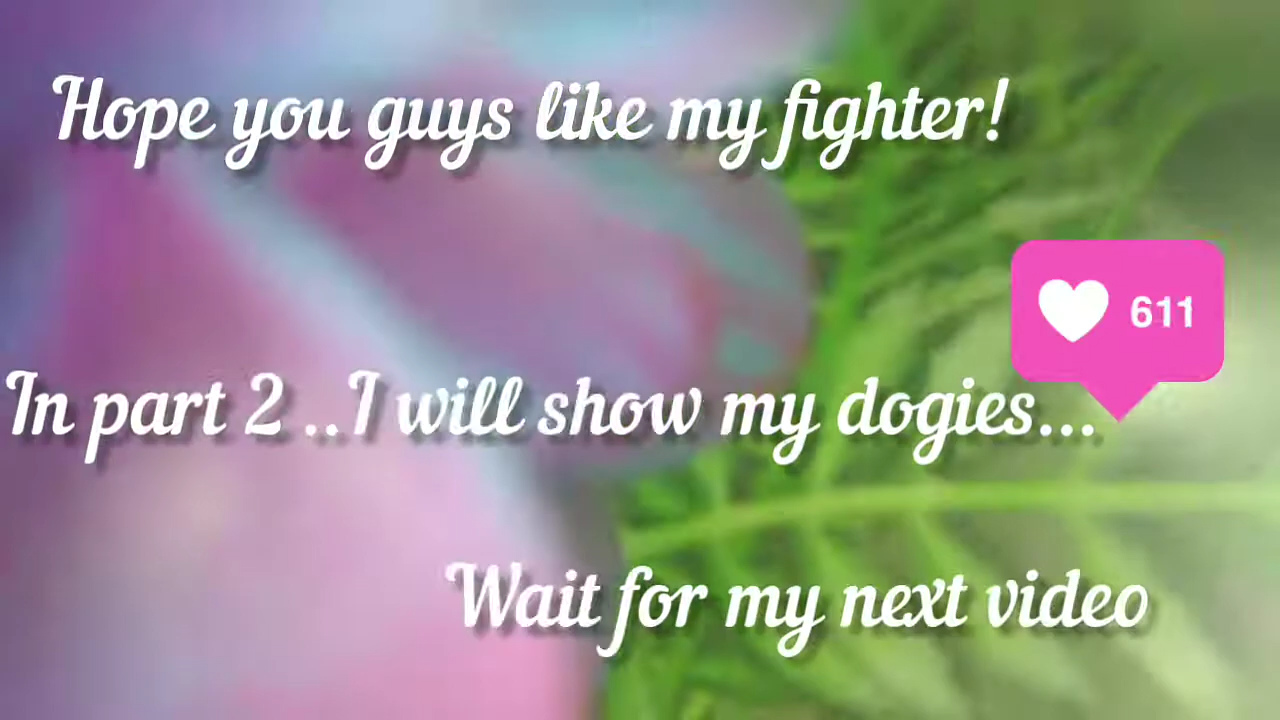 Hope you guys like my fighter!
611
In part 2 ..I will show my dogies...
Wait for my next video